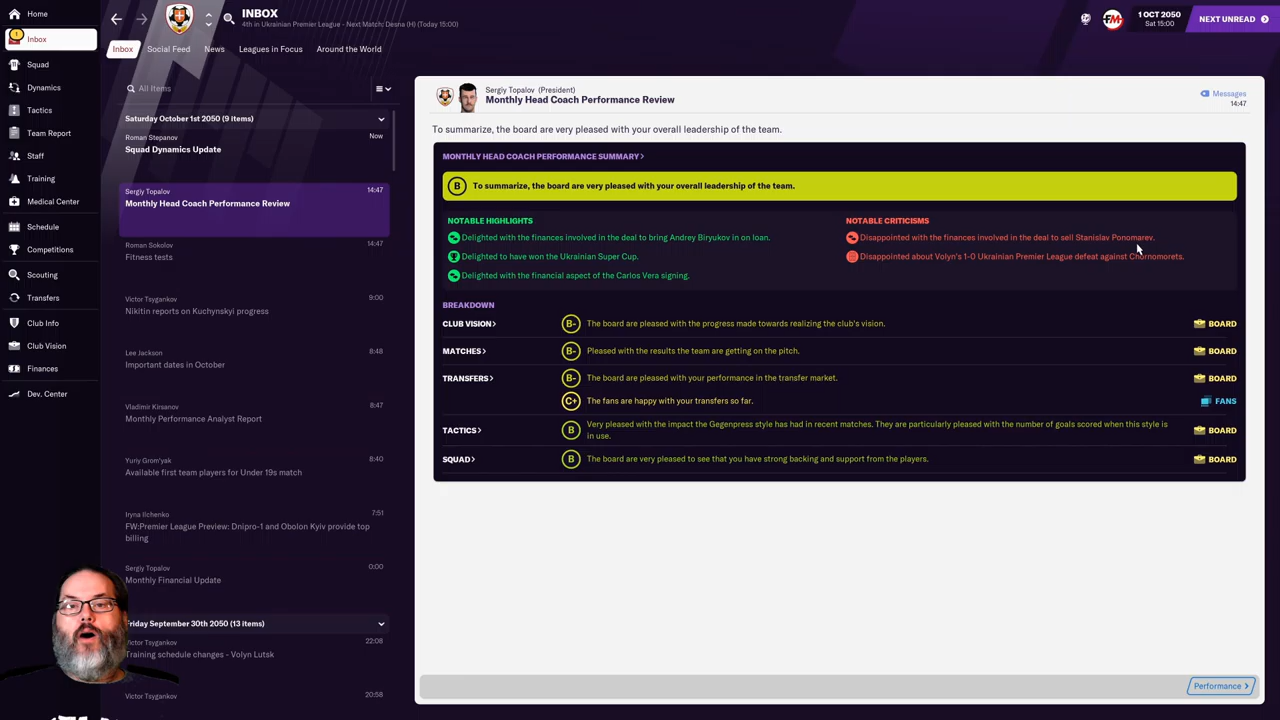 Home
Inbox
1
Squad
Dynamics
Tactics
Team Report
Staff
Training
Medical Center
Schedule
Competitions
Scouting
Transfers
Club Info
Club Vision
Finances
Dev. Center
INBOX
4th in Ukrainian Premier League - Next Match: Desna (H) (Today 15:00)
FM
1 OCT 2050
Sat 15:00
NEXT UNREAD
Inbox
Social Feed
News
Leagues in Focus
Around the World
All Items
Saturday October 1st 2050 (9 items)
Roman Stepanov
Now
Squad Dynamics Update
Sergiy Topalov
14:47
Monthly Head Coach Performance Review
Roman Sokolov
14:47
Fitness tests
Victor Tsygankov
9:00
Nikitin reports on Kuchynskyi progress
Lee Jackson
8:48
Important dates in October
Vladimir Kirsanov
8:47
Monthly Performance Analyst Report
Yuriy Grom'yak
8:40
Available first team players for Under 19s match
Iryna Ilchenko
7:51
FW:Premier League Preview: Dnipro-1 and Obolon Kyiv provide top
billing
Sergiy Topalov
0:00
Monthly Financial Update
Friday September 30th 2050 (13 items)
Victor Tsygankov
22:08
Training schedule changes - Volyn Lutsk
Victor Tsygankov
20:58
Sergiy Topalov (President)
Monthly Head Coach Performance Review
Messages
14:47
To summarize, the board are very pleased with your overall leadership of the team.
MONTHLY HEAD COACH PERFORMANCE SUMMARY>
B
To summarize, the board are very pleased with your overall leadership of the team.
NOTABLE HIGHLIGHTS
Delighted with the finances involved in the deal to bring Andrey Biryukov in on loan.
Delighted to have won the Ukrainian Super Cup.
Delighted with the financial aspect of the Carlos Vera signing.
NOTABLE CRITICISMS
Disappointed with the finances involved in the deal to sell Stanislav Ponomarev.
Disappointed about Volyn's 1-0 Ukrainian Premier League defeat against Chornomorets.
BREAKDOWN
CLUB VISION>
B-
The board are pleased with the progress made towards realizing the club's vision.
BOARD
MATCHES>
B-
Pleased with the results the team are getting on the pitch.
BOARD
TRANSFERS>
B-
The board are pleased with your performance in the transfer market.
BOARD
C+
The fans are happy with your transfers so far.
FANS
TACTICS>
B
Very pleased with the impact the Gegenpress style has had in recent matches. They are particularly pleased with the number of goals scored when this style is
in use.
BOARD
SQUAD>
B
The board are very pleased to see that you have strong backing and support from the players.
BOARD
Performance >